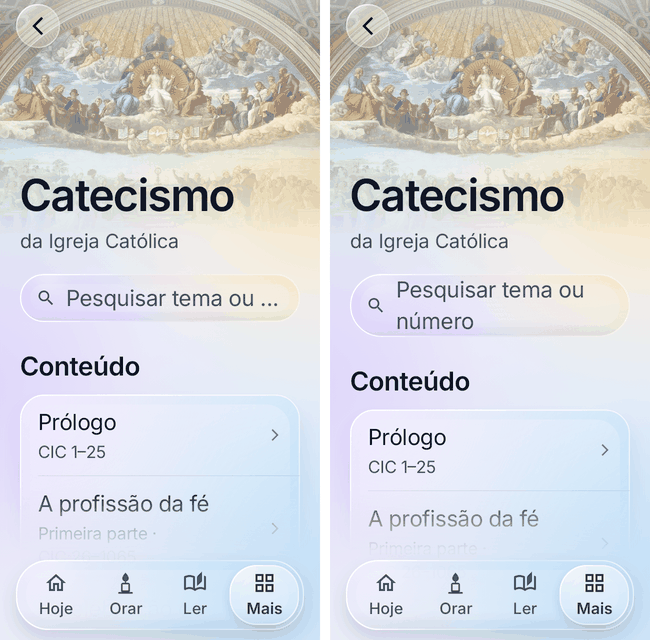 Catecismo
da Igreja Católica
Pesquisar tema ou ...
Conteúdo
Prólogo
CIC 1–25
A profissão da fé
Primeira parte ·
Hoje
Orar
Ler
Mais
Catecismo
da Igreja Católica
Pesquisar tema ou
número
Conteúdo
Prólogo
CIC 1–25
A profissão da fé
Primeira parte ·
Hoje
Orar
Ler
Mais